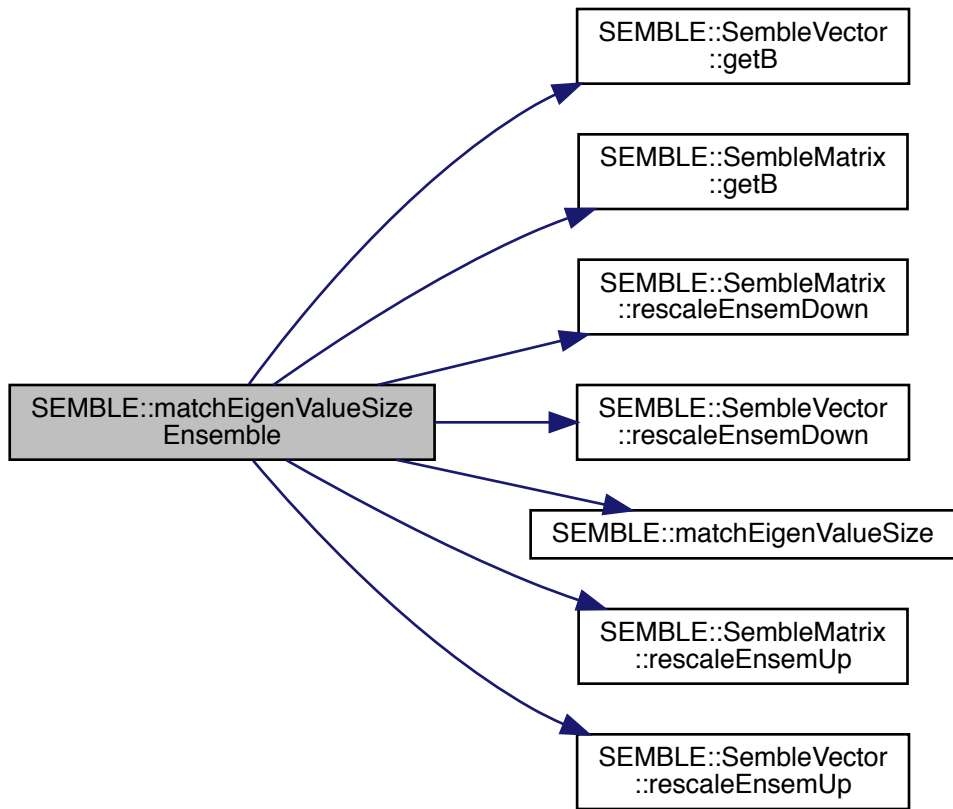 SEMBLE::SembleVector
::getB
SEMBLE::SembleMatrix
::getB
SEMBLE::SembleMatrix
::rescaleEnsemDown
SEMBLE::matchEigenValueSize
Ensemble
SEMBLE::SembleVector
::rescaleEnsemDown
SEMBLE::matchEigenValueSize
SEMBLE::SembleMatrix
::rescaleEnsemUp
SEMBLE::SembleVector
::rescaleEnsemUp